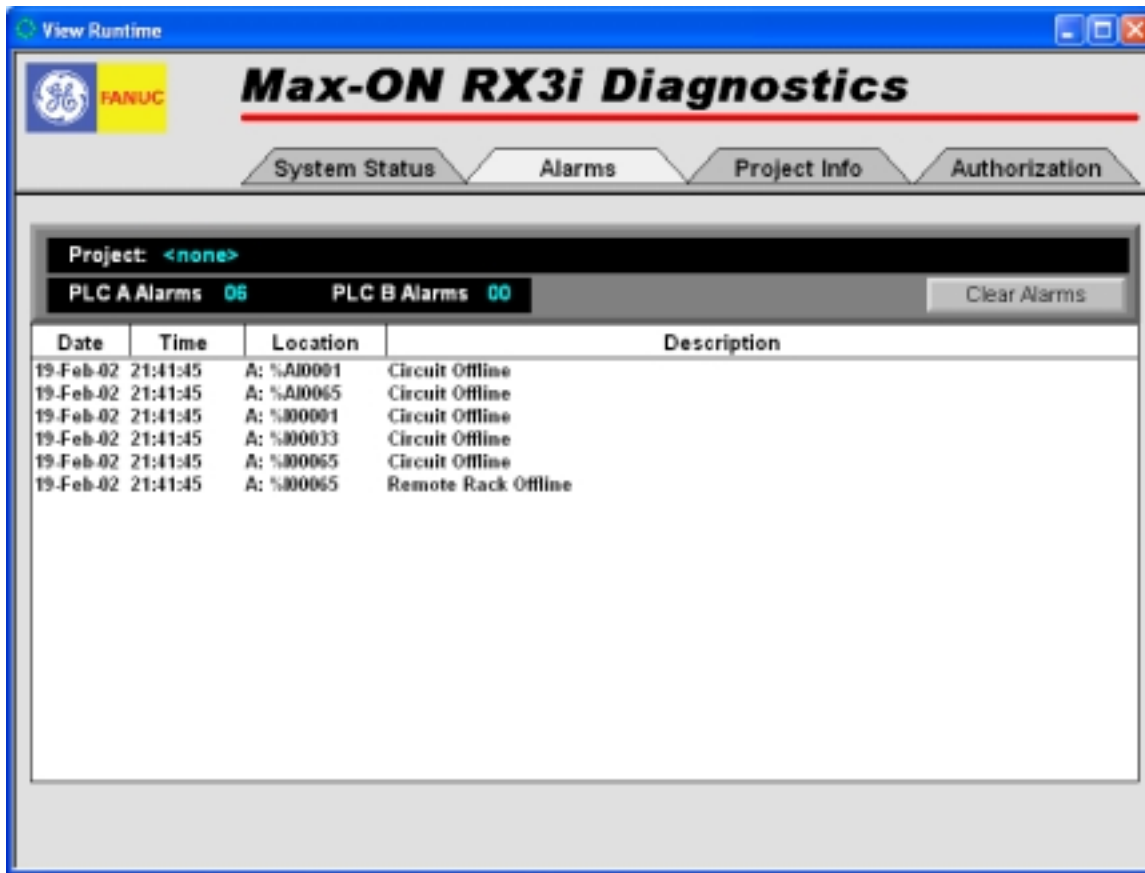 View Runtime
GE FANUC
Max-ON RX3i Diagnostics
System Status Alarms Project Info Authorization
Project: <none>
PLC A Alarms 06 PLC B Alarms 00 Clear Alarms
Date Time Location Description
19-Feb-02 21:41:45 A: %AI0001 Circuit Offline
19-Feb-02 21:41:45 A: %AI0065 Circuit Offline
19-Feb-02 21:41:45 A: %I00001 Circuit Offline
19-Feb-02 21:41:45 A: %I00033 Circuit Offline
19-Feb-02 21:41:45 A: %I00065 Circuit Offline
19-Feb-02 21:41:45 A: %I00065 Remote Rack Offline